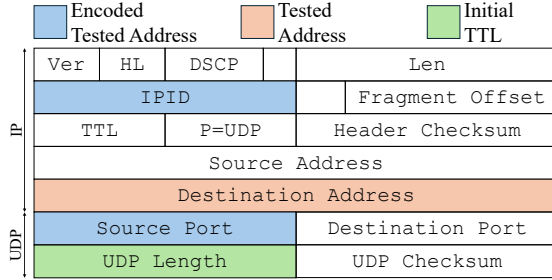 Encoded
Tested Address
Tested
Address
Initial
TTL
Ver HL DSCP Len
IPID Fragment Offset
TTL P=UDP Header Checksum
Source Address
Destination Address
Source Port Destination Port
UDP Length UDP Checksum
IP
UDP